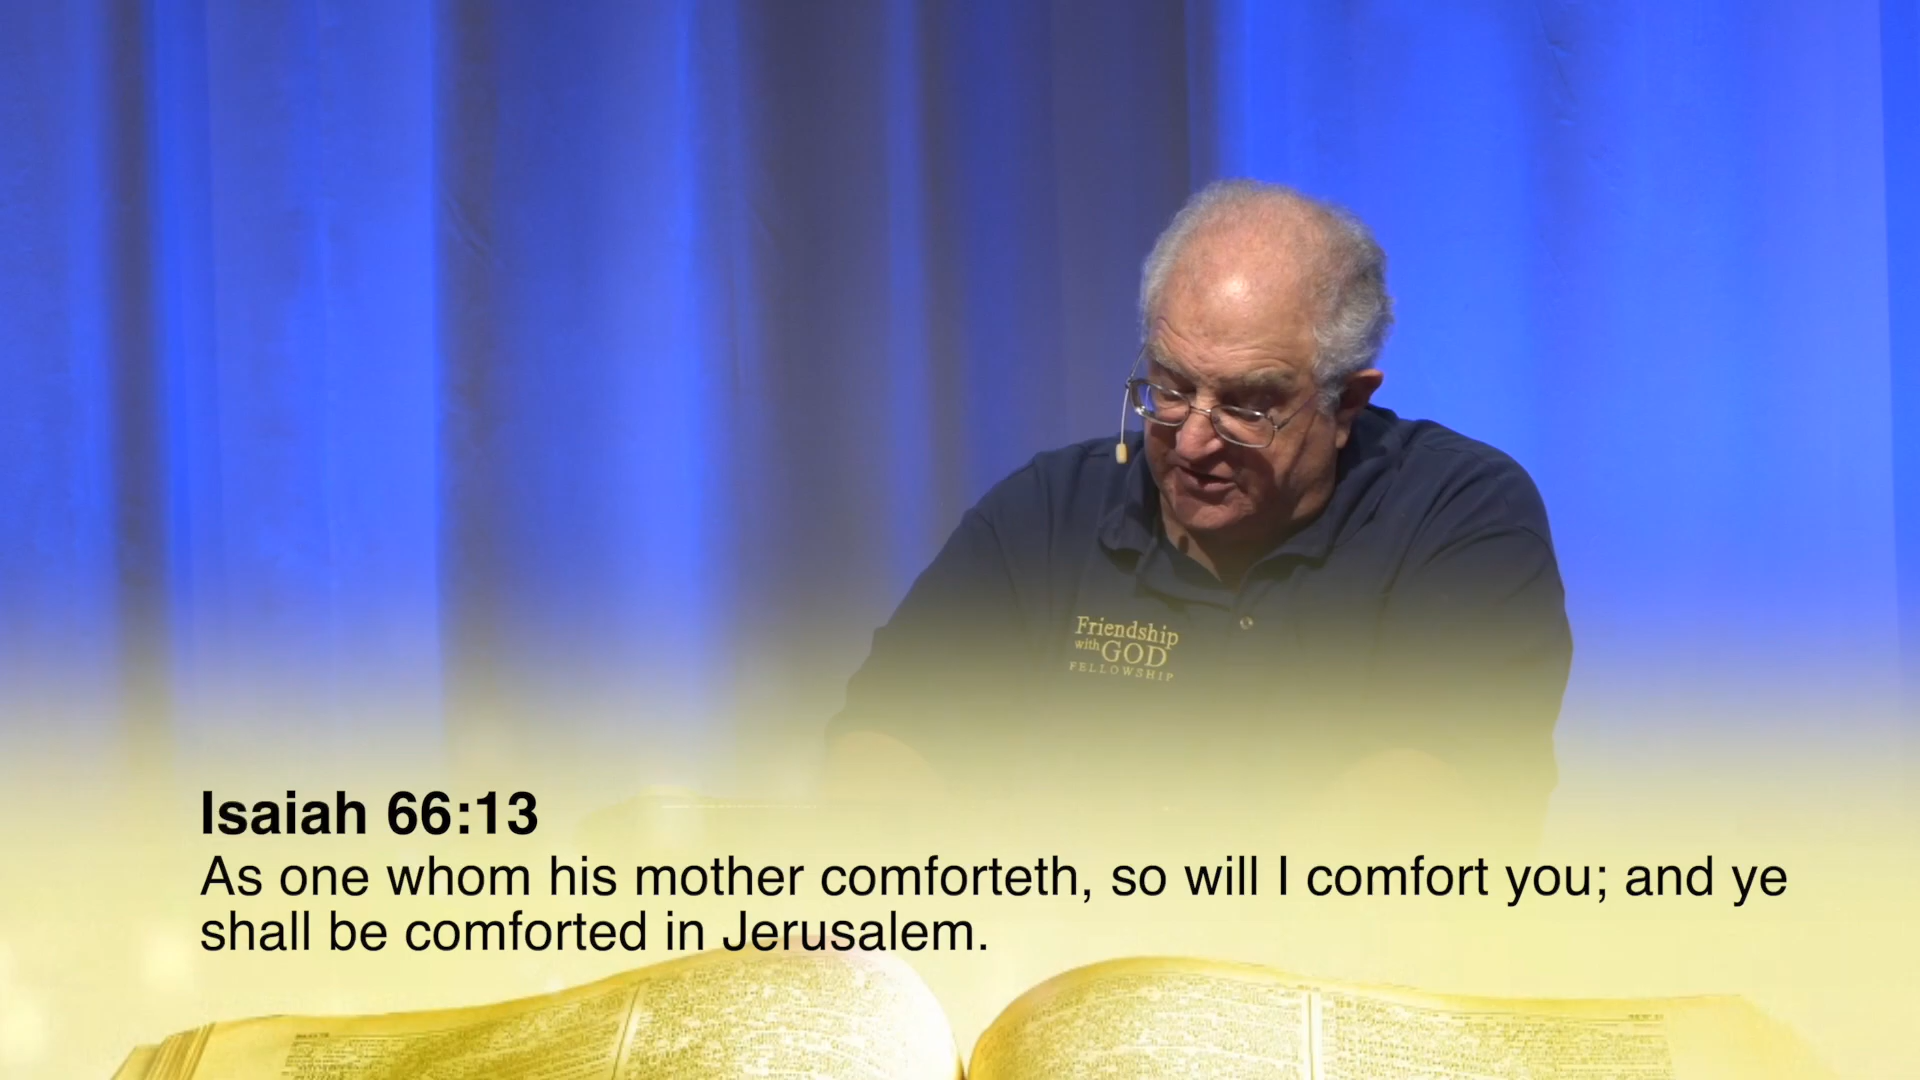 Friendship
with GOD
FELLOWSHIP
Isaiah 66:13
As one whom his mother comforteth, so will I comfort you; and ye
shall be comforted in Jerusalem.